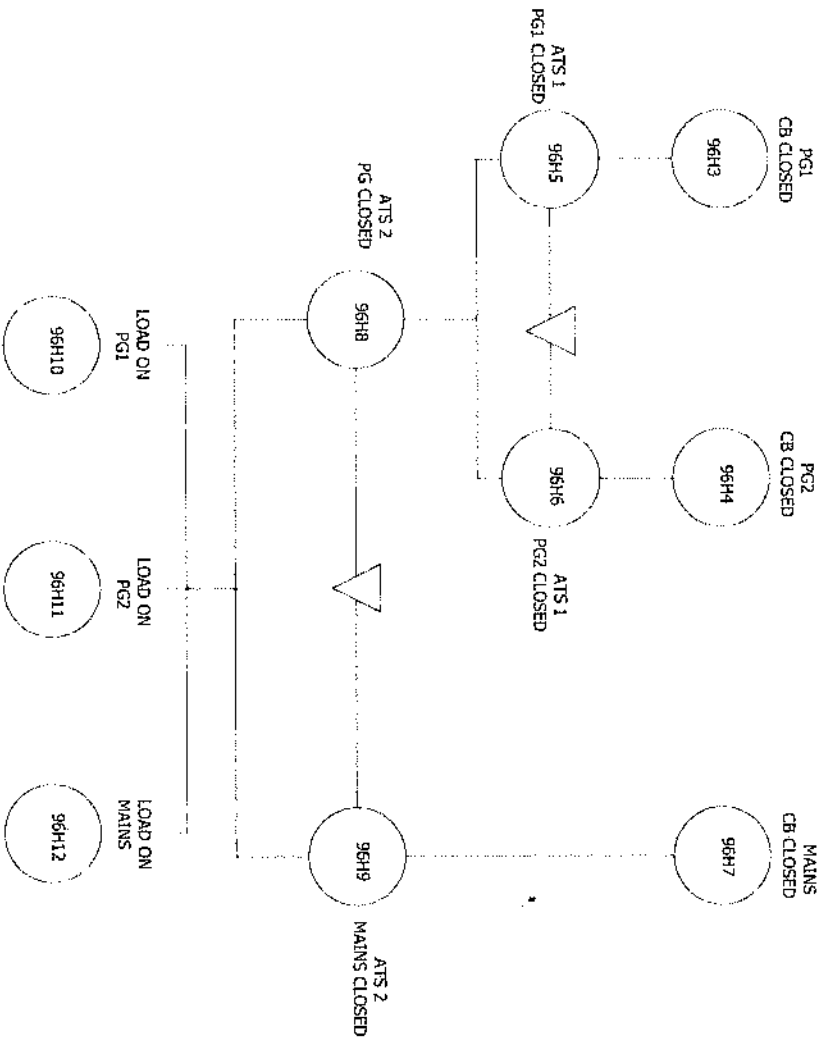 PG1
CB CLOSED
PG2
CB CLOSED
MAINS
CB CLOSED
96H3
96H4
96H7
ATS 1
PG1 CLOSED
96H5
96H6
ATS 1
PG2 CLOSED
ATS 2
PG CLOSED
96H8
96H9
ATS 2
MAINS CLOSED
LOAD ON
PG1
LOAD ON
PG2
LOAD ON
MAINS
96H10
96H11
96H12